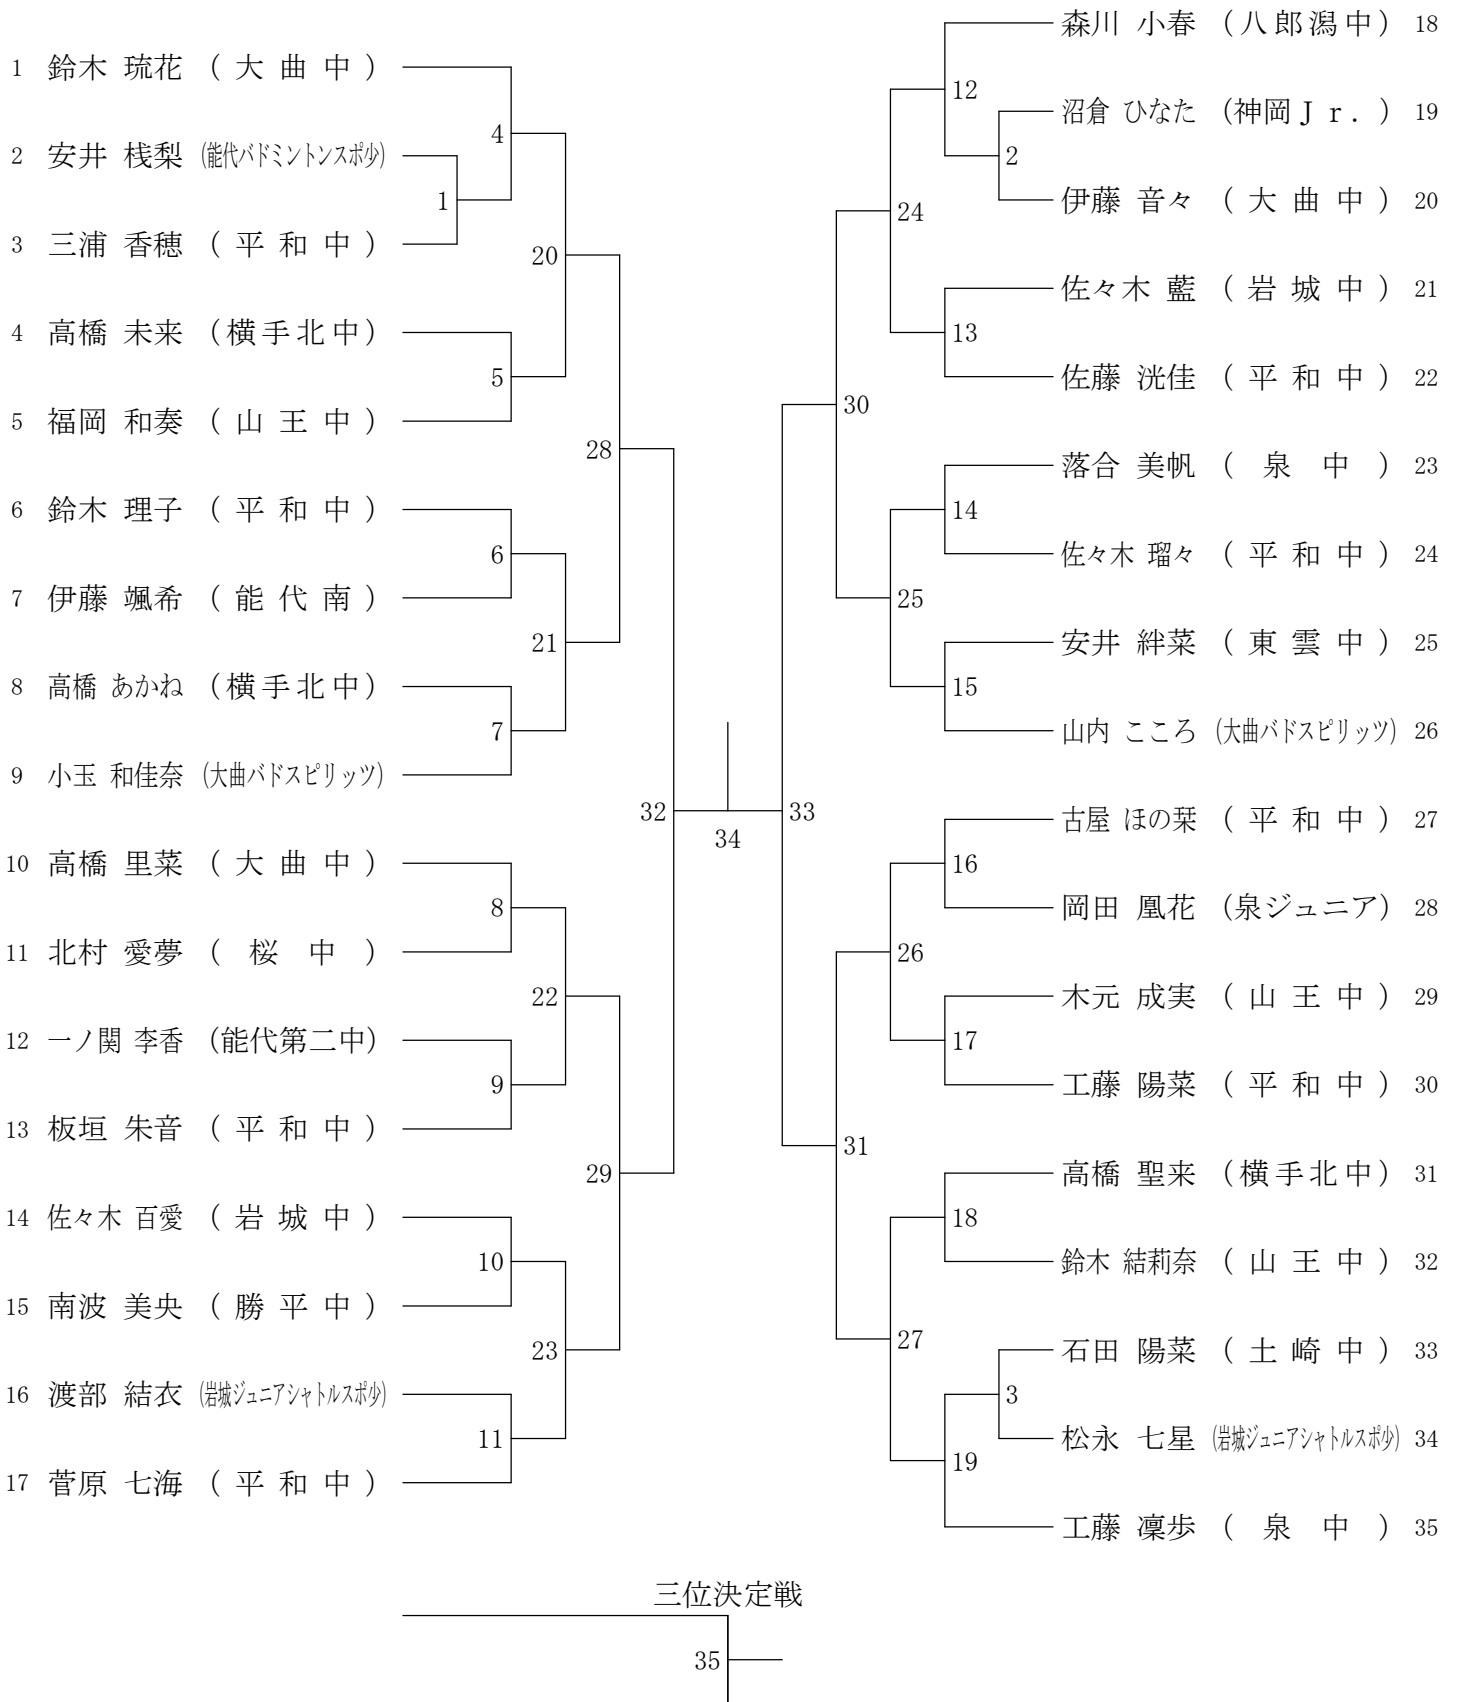 1 鈴木 琉花 （ 大 曲 中 ）
2 安井 桟梨 (能代バドミントンスポ少)
3 三浦 香穂 （ 平 和 中 ）
4 高橋 未来 （横手北中）
5 福岡 和奏 （ 山 王 中 ）
6 鈴木 理子 （ 平 和 中 ）
7 伊藤 颯希 （ 能 代 南 ）
8 高橋 あかね （横手北中）
9 小玉 和佳奈 (大曲バドスピリッツ)
10 高橋 里菜 （ 大 曲 中 ）
11 北村 愛夢 （ 桜 中 ）
12 一ノ関 李香 （能代第二中）
13 板垣 朱音 （ 平 和 中 ）
14 佐々木 百愛 （ 岩 城 中 ）
15 南波 美央 （ 勝 平 中 ）
16 渡部 結衣 (岩城ジュニアシャトルスポ少)
17 菅原 七海 （ 平 和 中 ）
4
1
20
5
28
6
21
7
32
8
22
9
29
10
23
11
34
33
12
2
24
13
30
14
25
15
16
26
17
31
18
27
3
19
森川 小春 （八郎潟中） 18
沼倉 ひなた （神岡Ｊｒ．） 19
伊藤 音々 （ 大 曲 中 ） 20
佐々木 藍 （ 岩 城 中 ） 21
佐藤 洸佳 （ 平 和 中 ） 22
落合 美帆 （ 泉 中 ） 23
佐々木 瑠々 （ 平 和 中 ） 24
安井 絆菜 （ 東 雲 中 ） 25
山内 こころ (大曲バドスピリッツ) 26
古屋 ほの栞 （ 平 和 中 ） 27
岡田 凰花 （泉ジュニア） 28
木元 成実 （ 山 王 中 ） 29
工藤 陽菜 （ 平 和 中 ） 30
高橋 聖来 （横手北中） 31
鈴木 結莉奈 （ 山 王 中 ） 32
石田 陽菜 （ 土 崎 中 ） 33
松永 七星 (岩城ジュニアシャトルスポ少) 34
工藤 凜歩 （ 泉 中 ） 35
三位決定戦
35